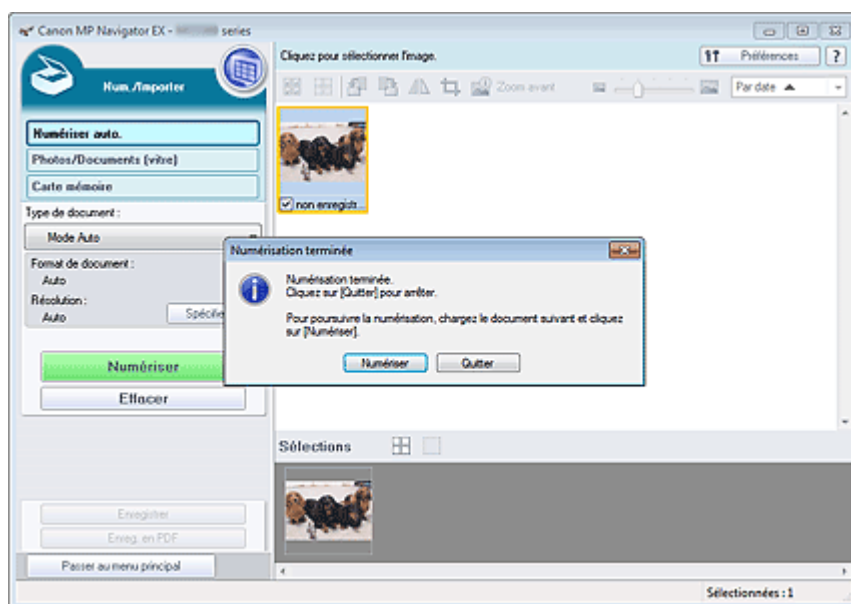 Canon MP Navigator EX - series
Num./Importer
Cliquez pour sélectionner l'image.
Préférences
?
Zoom avant
Par date
Numériser auto.
Photos/Documents (vitre)
Carte mémoire
Type de document :
Mode Auto
Format de document :
Auto
Résolution :
Auto
Spécifie
Numériser
Effacer
non enregistr...
Numérisation terminée
Numérisation terminée.
Cliquez sur [Quitter] pour arrêter.
Pour poursuivre la numérisation, chargez le document suivant et cliquez
sur [Numériser].
Numériser
Quitter
Sélections
Enregistrer
Enreg. en PDF
Passer au menu principal
Sélectionnées : 1